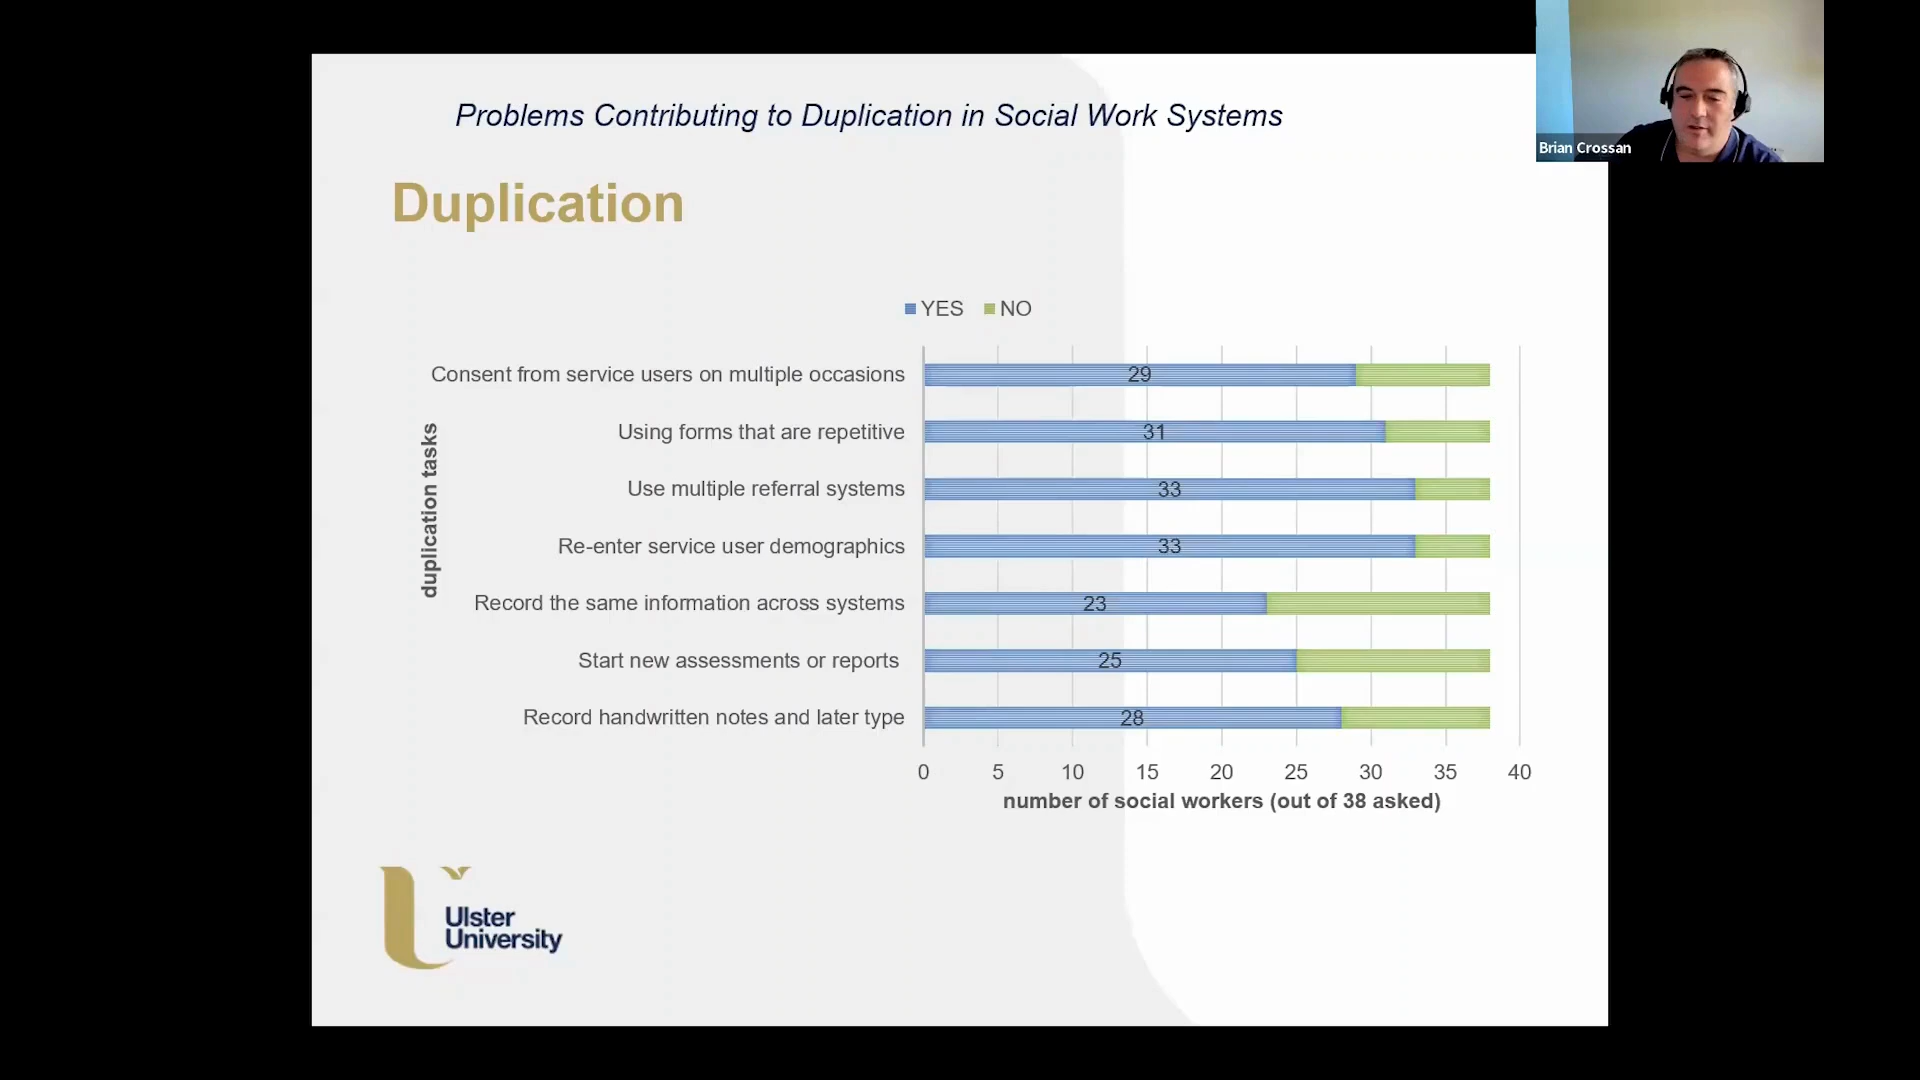 Problems Contributing to Duplication in Social Work Systems
Brian Crossan
Duplication
YES NO
Consent from service users on multiple occasions 29
Using forms that are repetitive 31
Use multiple referral systems 33
Re-enter service user demographics 33
Record the same information across systems 23
Start new assessments or reports 25
Record handwritten notes and later type 28
duplication tasks
0 5 10 15 20 25 30 35 40
number of social workers (out of 38 asked)
Ulster
University